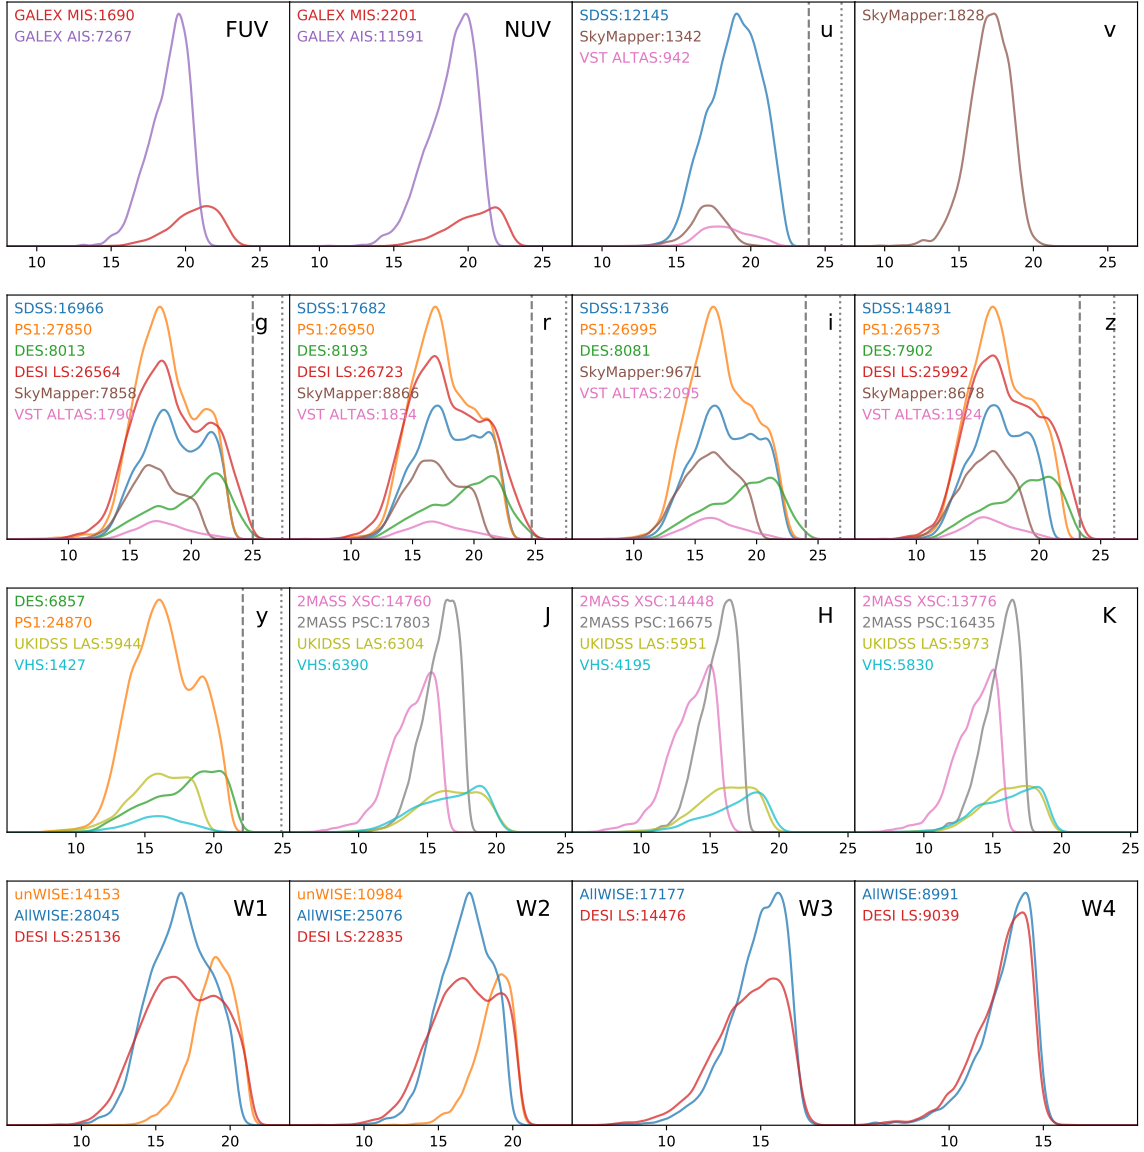 GALEX MIS:1690
GALEX AIS:7267
FUV
GALEX MIS:2201
GALEX AIS:11591
NUV
SDSS:12145
SkyMapper:1342
VST ALTAS:942
u
SkyMapper:1828
v
10 15 20 25
10 15 20 25
10 15 20 25
10 15 20 25
SDSS:16966
PS1:27850
DES:8013
DESI LS:26564
SkyMapper:7858
VST ALTAS:1790
g
SDSS:17682
PS1:26950
DES:8193
DESI LS:26723
SkyMapper:8866
VST ALTAS:1834
r
SDSS:17336
PS1:26995
DES:8081
SkyMapper:9671
VST ALTAS:2095
i
SDSS:14891
PS1:26573
DES:7902
DESI LS:25992
SkyMapper:8678
VST ALTAS:1924
z
10 15 20 25
10 15 20 25
10 15 20 25
10 15 20 25
DES:6857
PS1:24870
UKIDSS LAS:5944
VHS:1427
y
2MASS XSC:14760
2MASS PSC:17803
UKIDSS LAS:6304
VHS:6390
J
2MASS XSC:14448
2MASS PSC:16675
UKIDSS LAS:5951
VHS:4195
H
2MASS XSC:13776
2MASS PSC:16435
UKIDSS LAS:5973
VHS:5830
K
10 15 20 25
10 15 20 25
10 15 20 25
10 15 20 25
unWISE:14153
AllWISE:28045
DESI LS:25136
W1
unWISE:10984
AllWISE:25076
DESI LS:22835
W2
AllWISE:17177
DESI LS:14476
W3
AllWISE:8991
DESI LS:9039
W4
10 15 20
10 15 20
10 15
10 15